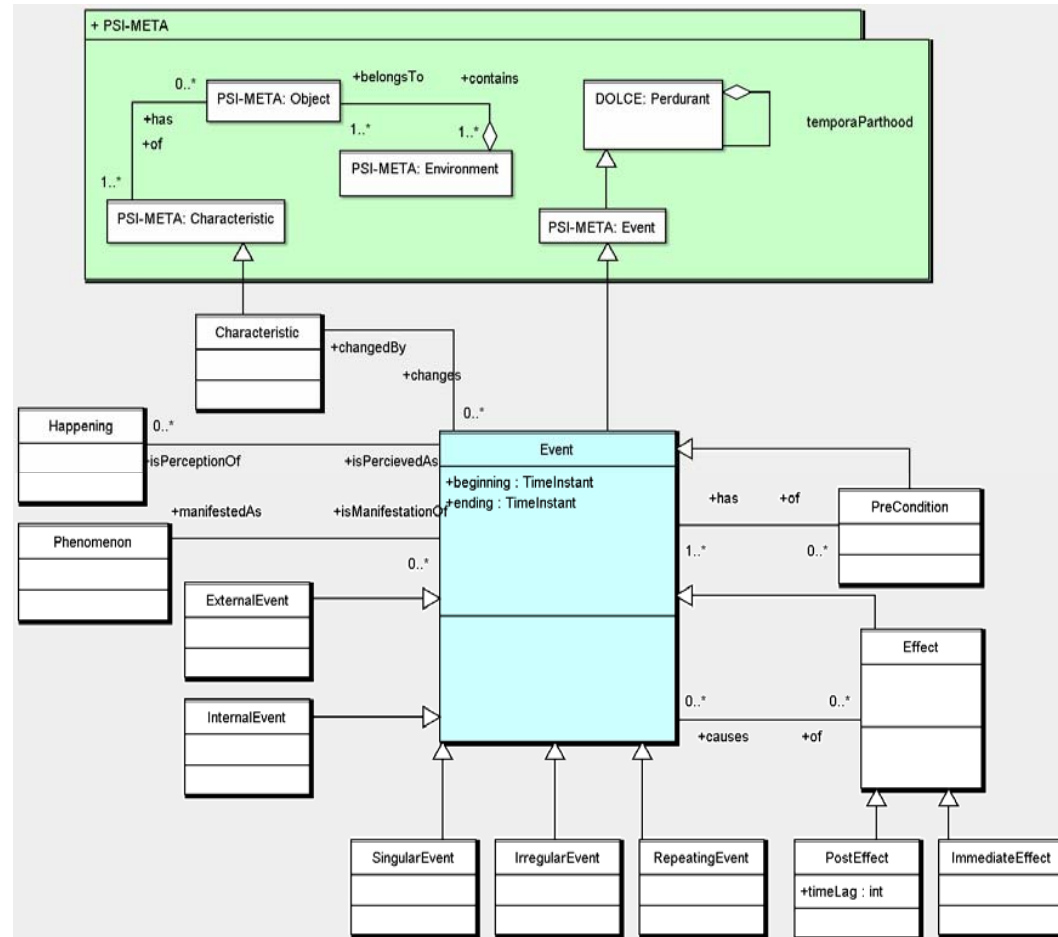 + PSI-META
0..*
+belongsTo
+contains
PSI-META: Object
DOLCE: Perdurant
+has
+of
temporaParthood
1..*
1..*
PSI-META: Environment
1..*
PSI-META: Characteristic
PSI-META: Event
Characteristic
+changedBy
+changes
0..*
Happening
0..*
+isPerceptionOf
+isPercievedAs
Event
+beginning : TimeInstant
+ending : TimeInstant
+has
+of
PreCondition
1..*
0..*
+manifestedAs
+isManifestationOf
Phenomenon
0..*
ExternalEvent
Effect
InternalEvent
0..*
0..*
+causes
+of
SingularEvent
IrregularEvent
RepeatingEvent
PostEffect
+timeLag : int
ImmediateEffect